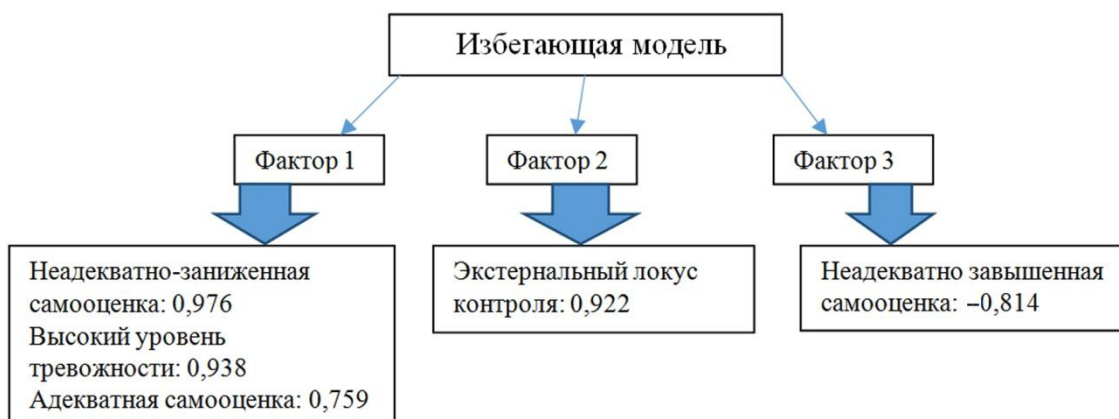 Избегающая модель
Фактор 1
Фактор 2
Фактор 3
Неадекватно-заниженная
самооценка: 0,976
Высокий уровень
тревожности: 0,938
Адекватная самооценка: 0,759
Экстернальный локус
контроля: 0,922
Неадекватно завышенная
самооценка: –0,814